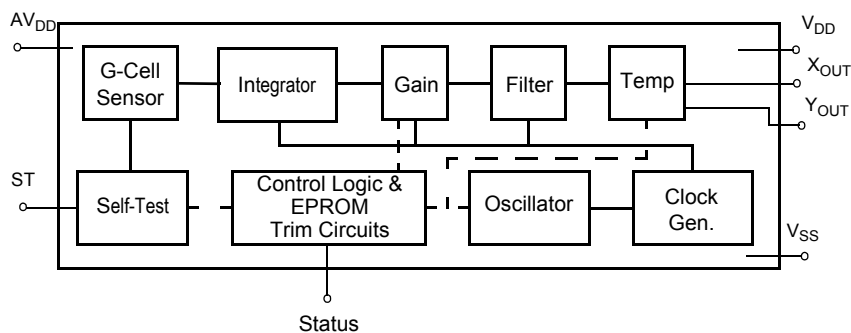 AVDD
VDD
G-Cell
Sensor
Integrator
Gain
Filter
Temp
XOUT
YOUT
ST
Self-Test
Control Logic &
EPROM
Trim Circuits
Oscillator
Clock
Gen.
VSS
Status